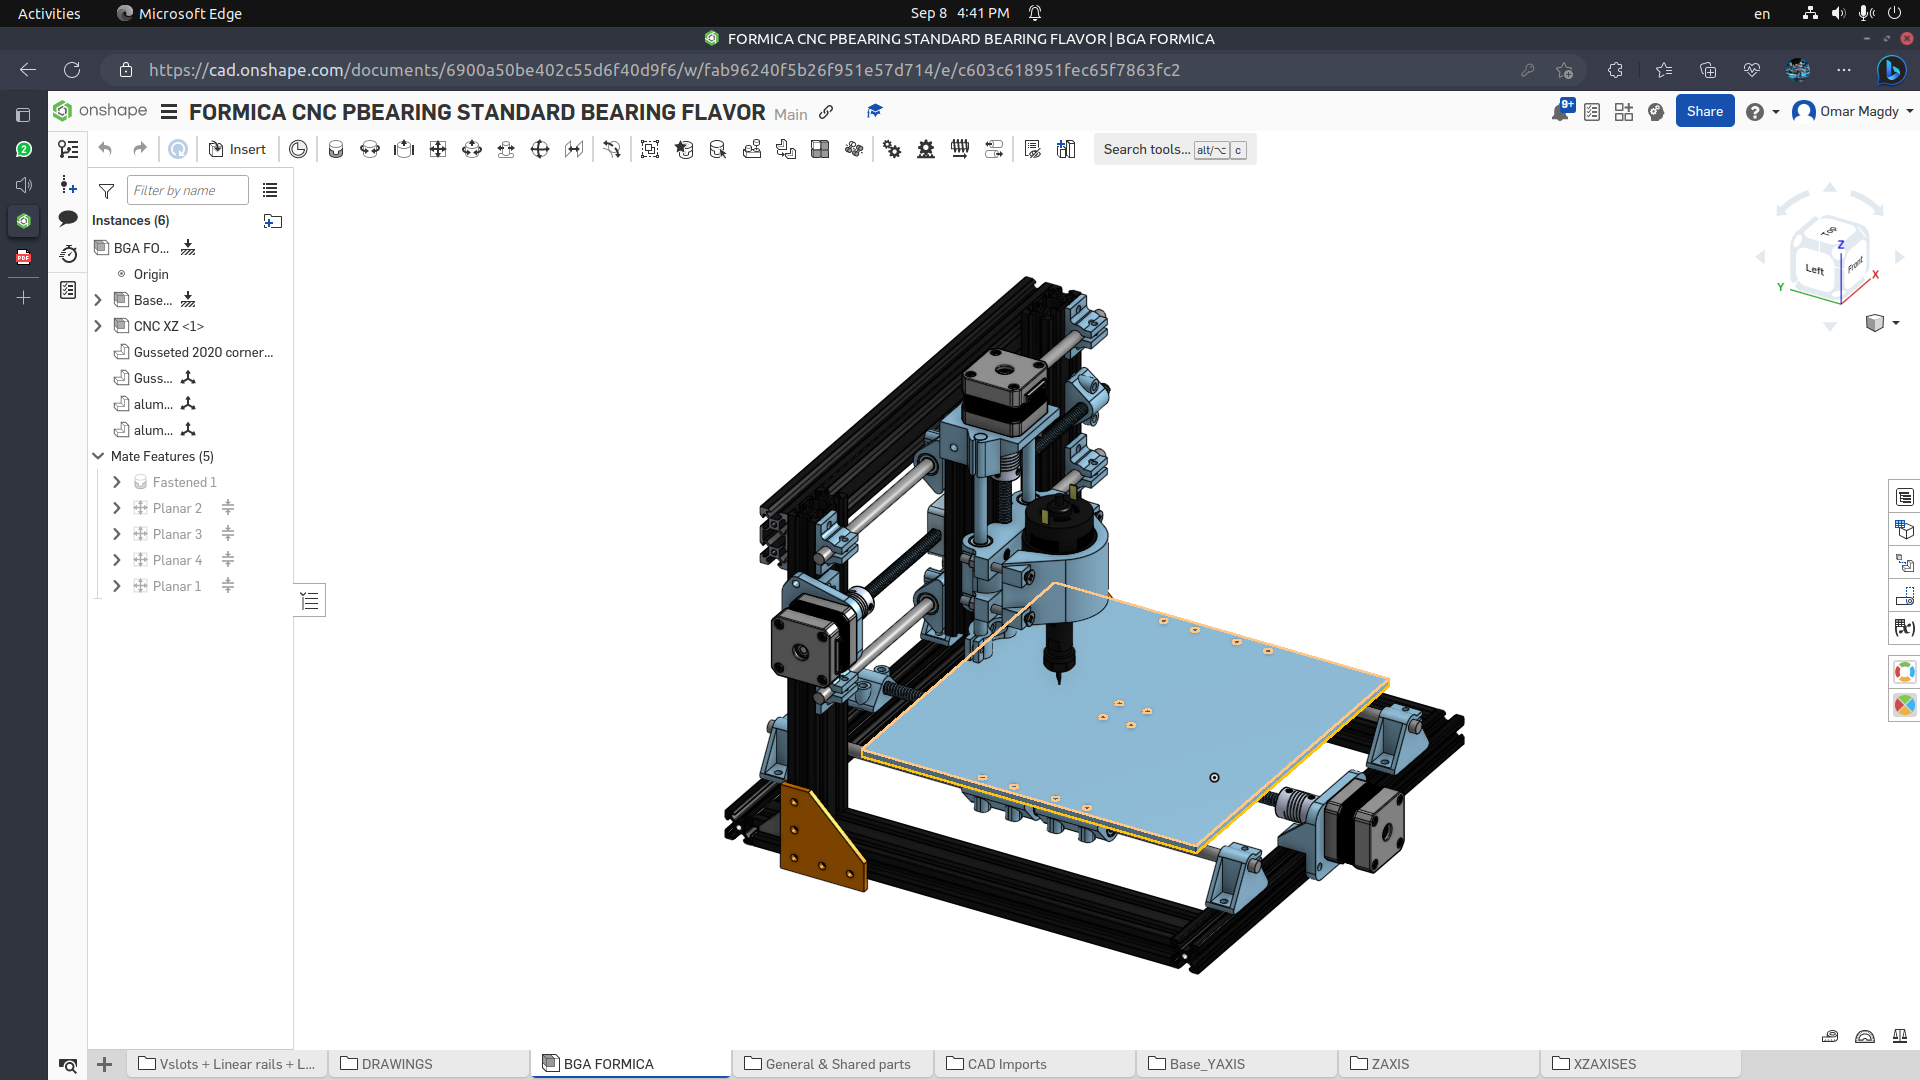 Activities
Microsoft Edge
Sep 8 4:41 PM
en
FORMICA CNC PBEARING STANDARD BEARING FLAVOR | BGA FORMICA
https://cad.onshape.com/documents/6900a50be402c55d6f40d9f6/w/fab96240f5b26f951e57d714/e/c603c618951fec65f7863fc2
onshape
FORMICA CNC PBEARING STANDARD BEARING FLAVOR Main
9+
Share
Omar Magdy
2
Insert
Search tools... alt/⌥ c
PDF
Filter by name
Instances (6)
BGA FO...
Origin
Base...
CNC XZ <1>
Gusseted 2020 corner...
Guss...
alum...
alum...
Mate Features (5)
Fastened 1
Planar 2
Planar 3
Planar 4
Planar 1
Top
Z
Left
Front
X
Y
Vslots + Linear rails + L...
DRAWINGS
BGA FORMICA
General & Shared parts
CAD Imports
Base_YAXIS
ZAXIS
XZAXISES